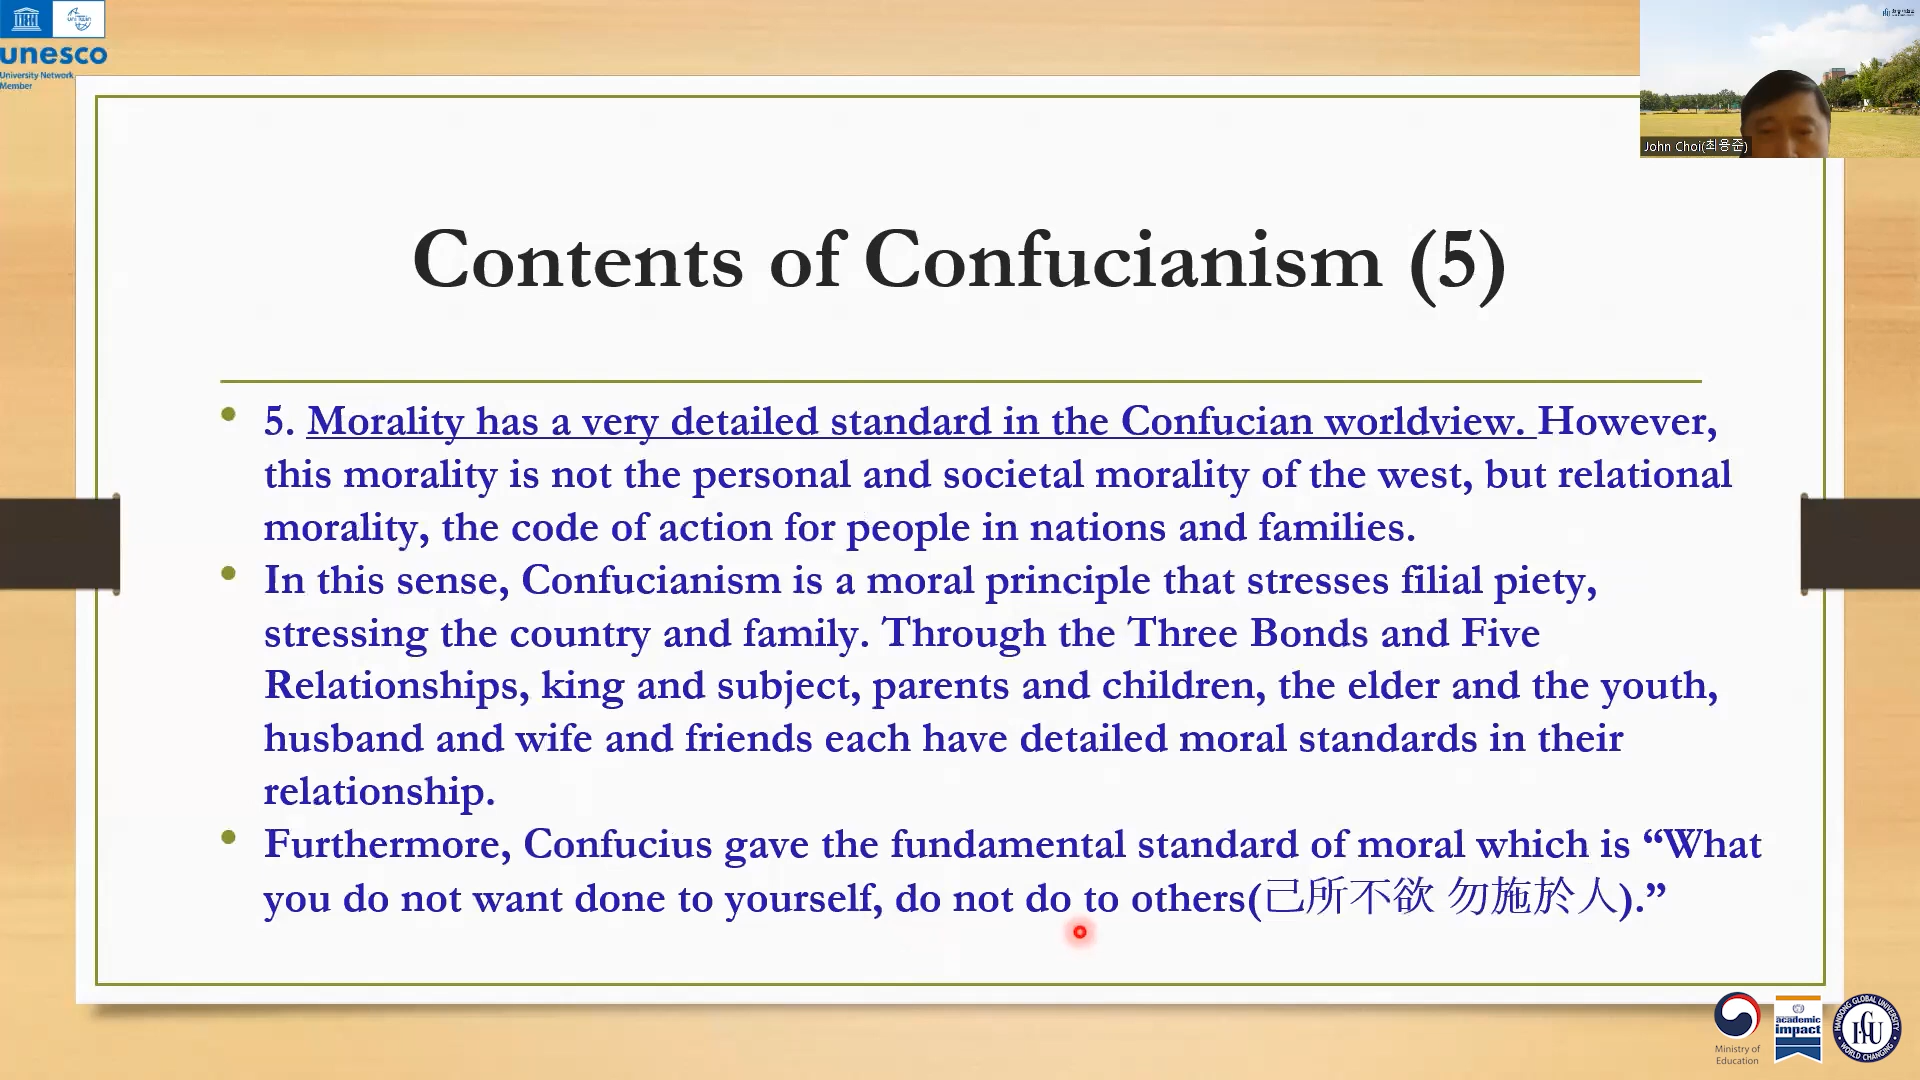 unesco
University Network
Member
John Choi(최용준)
Contents of Confucianism (5)
• 5. Morality has a very detailed standard in the Confucian worldview. However,
this morality is not the personal and societal morality of the west, but relational
morality, the code of action for people in nations and families.
• In this sense, Confucianism is a moral principle that stresses filial piety,
stressing the country and family. Through the Three Bonds and Five
Relationships, king and subject, parents and children, the elder and the youth,
husband and wife and friends each have detailed moral standards in their
relationship.
• Furthermore, Confucius gave the fundamental standard of moral which is “What
you do not want done to yourself, do not do to others(己所不欲 勿施於人).”
Ministry of
Education
academic
impact
HANDONG GLOBAL UNIVERSITY
HGU
WORLD CHANGING